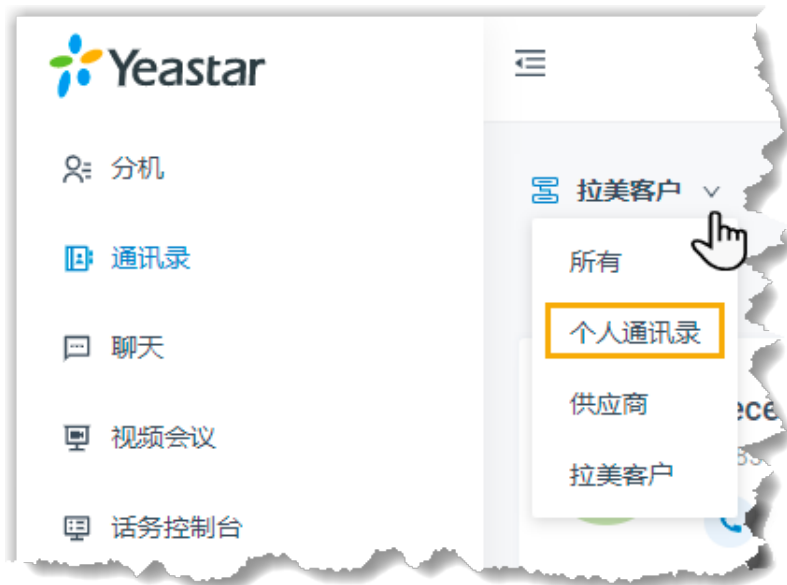 Yeastar
分机
通讯录
聊天
视频会议
话务控制台
拉美客户
所有
个人通讯录
供应商
拉美客户